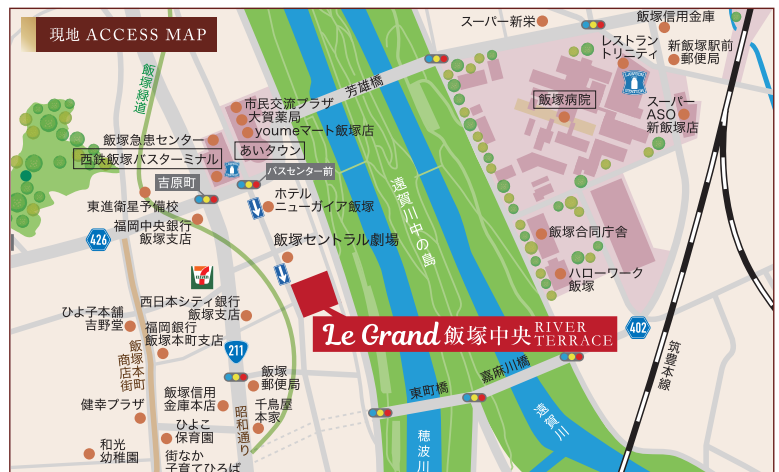 現地 ACCESS MAP
スーパー新栄
飯塚信用金庫
レストラン
トリニティ
新飯塚駅前
郵便局
LAWSON
飯塚緑道
芳雄橋
飯塚病院
スーパー
ASO
新飯塚店
市民交流プラザ
大賀薬局
youmeマート飯塚店
飯塚急患センター
西鉄飯塚バスターミナル
あいタウン
バスセンター前
吉原町
東進衛星予備校
ホテル
ニューガイア飯塚
福岡中央銀行
飯塚支店
426
飯塚セントラル劇場
遠賀川中の島
飯塚合同庁舎
ハローワーク
飯塚
7
ELEVEN
西日本シティ銀行
飯塚支店
ひよ子本舗
吉野堂
福岡銀行
飯塚本町支店
Le Grand 飯塚中央 RIVER
TERRACE
402
筑豊本線
飯塚本町
商店街
211
飯塚
郵便局
嘉麻川橋
東町橋
飯塚信用
金庫本店
千鳥屋
本家
健幸プラザ
昭和通り
ひよこ
保育園
遠賀川
穂波川
和光
幼稚園
街なか
子育てひろば